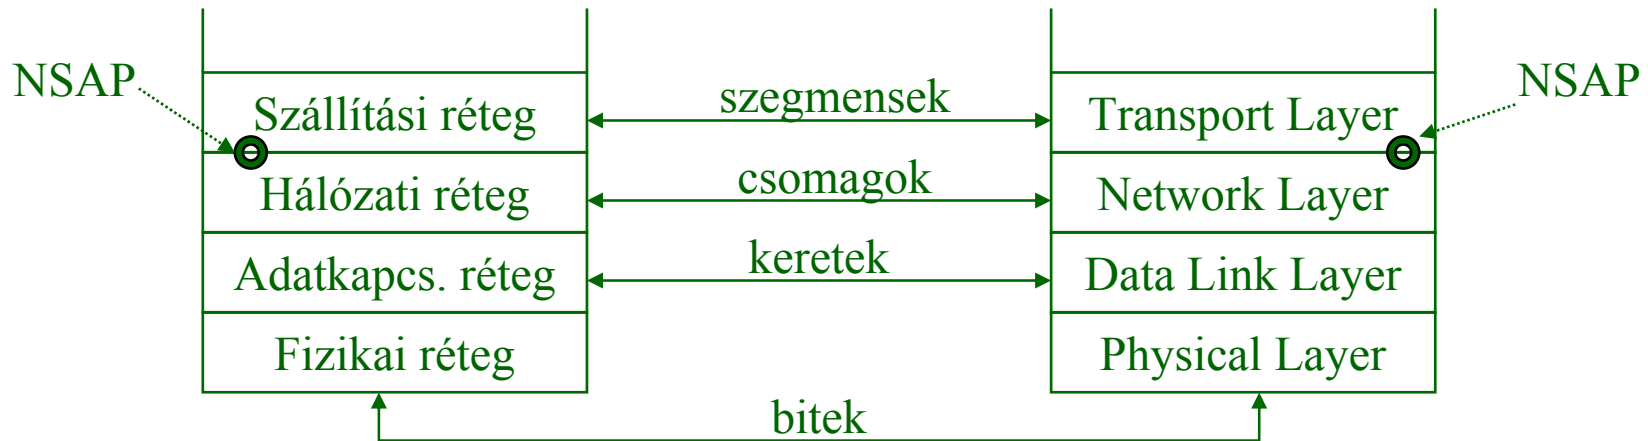 NSAP
NSAP
Szállítási réteg
szegmensek
Transport Layer
Hálózati réteg
csomagok
Network Layer
Adatkapcs. réteg
keretek
Data Link Layer
Fizikai réteg
Physical Layer
bitek